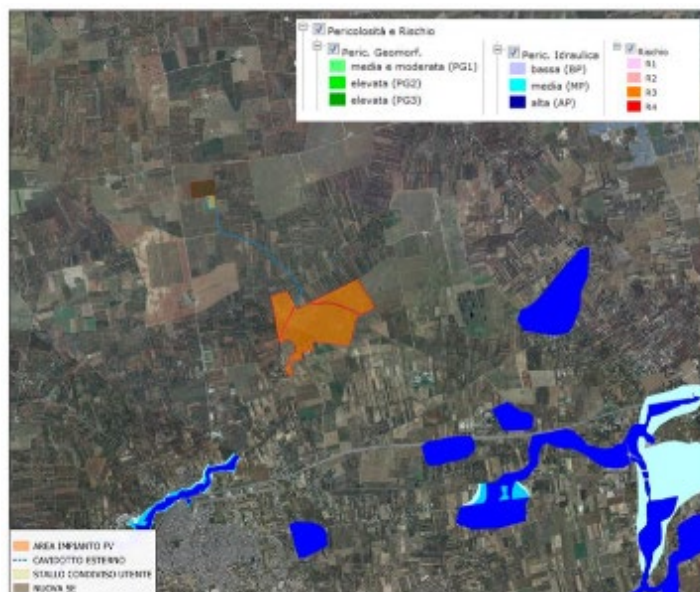 Pericolosità e Rischio
Peric. Geomorf.
media e moderata (PG1)
elevata (PG2)
elevata (PG3)
Peric. Idraulica
bassa (BP)
media (MP)
alta (AP)
Rischio
R1
R2
R3
R4
AREA IMPIANTO FV
CAVIDOTTO ESTERNO
STALLO CONDIVISO UTENTE
NUOVA SE